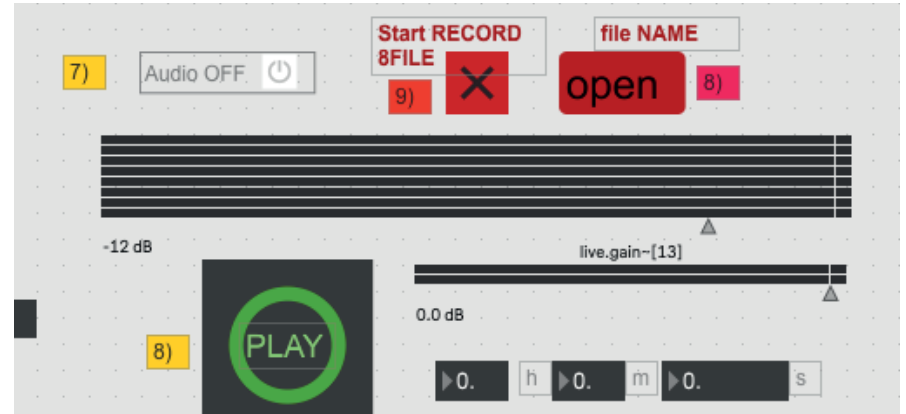 Start RECORD
8FILE
file NAME
7)
Audio OFF
9)
open
8)
-12 dB
live.gain~[13]
0.0 dB
8)
PLAY
0.
h
0.
m
0.
s